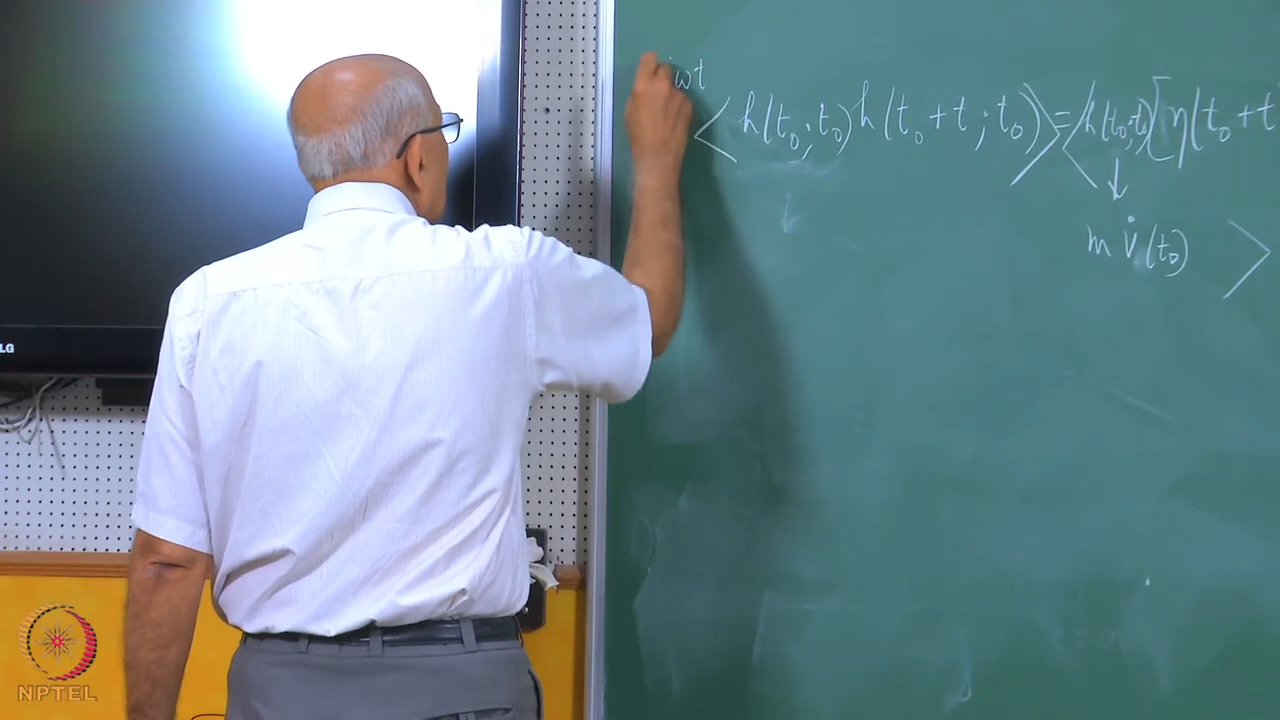 iωt
<h(t₀;t₀)h(t₀+t;t₀)>=<h(t₀;t₀)[η(t₀+t
↓
m v̇(t₀) >
LG
NPTEL